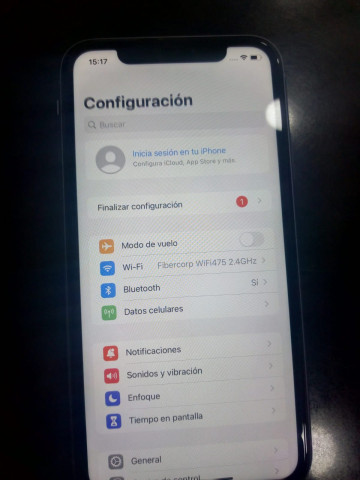 15:17
Configuración
Buscar
Inicia sesión en tu iPhone
Configura iCloud, App Store y más.
Finalizar configuración 1
Modo de vuelo
Wi-Fi Fibercorp WiFi475 2.4GHz
Bluetooth Sí
Datos celulares
Notificaciones
Sonidos y vibración
Enfoque
Tiempo en pantalla
General
de control